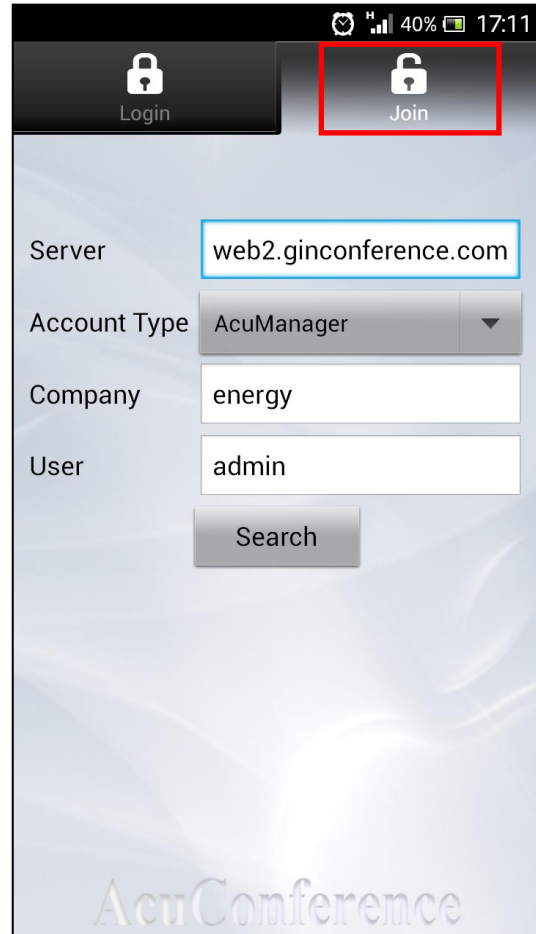 H 40% 17:11
Login Join
Server web2.ginconference.com
Account Type AcuManager
Company energy
User admin
Search
AcuConference